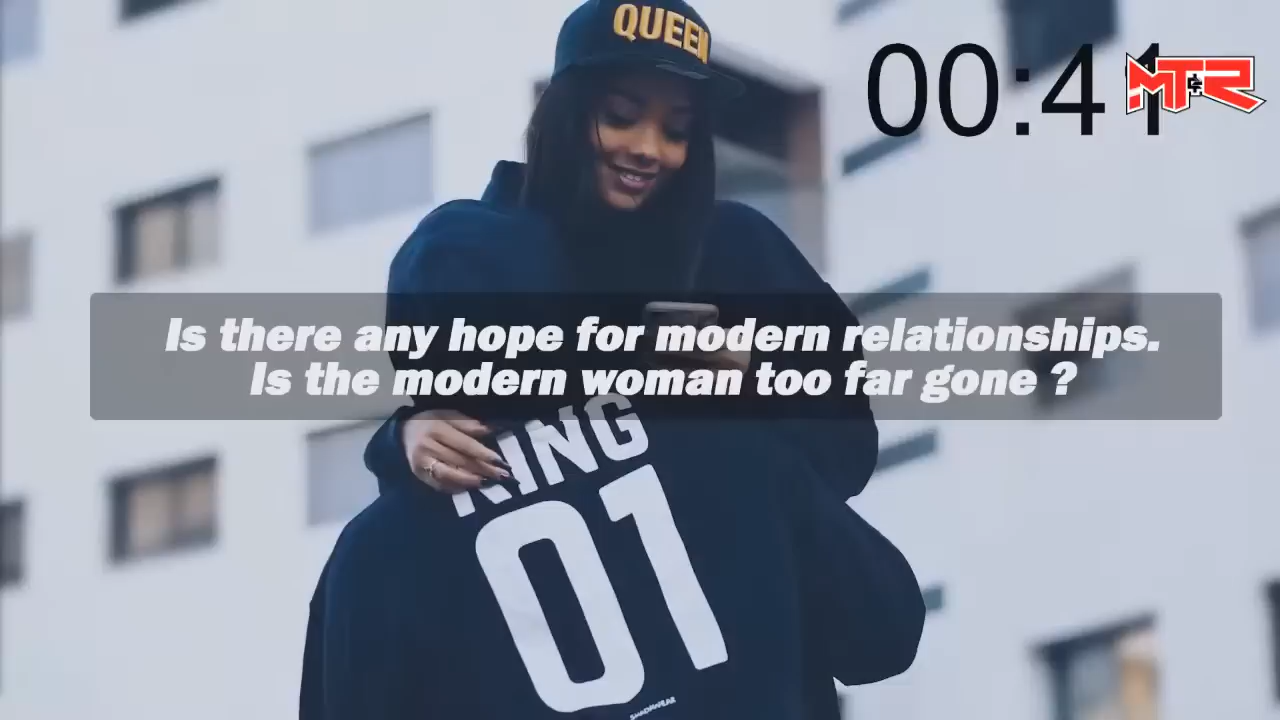 QUEEN
00:41
MT&R
Is there any hope for modern relationships.
Is the modern woman too far gone ?
KING
01